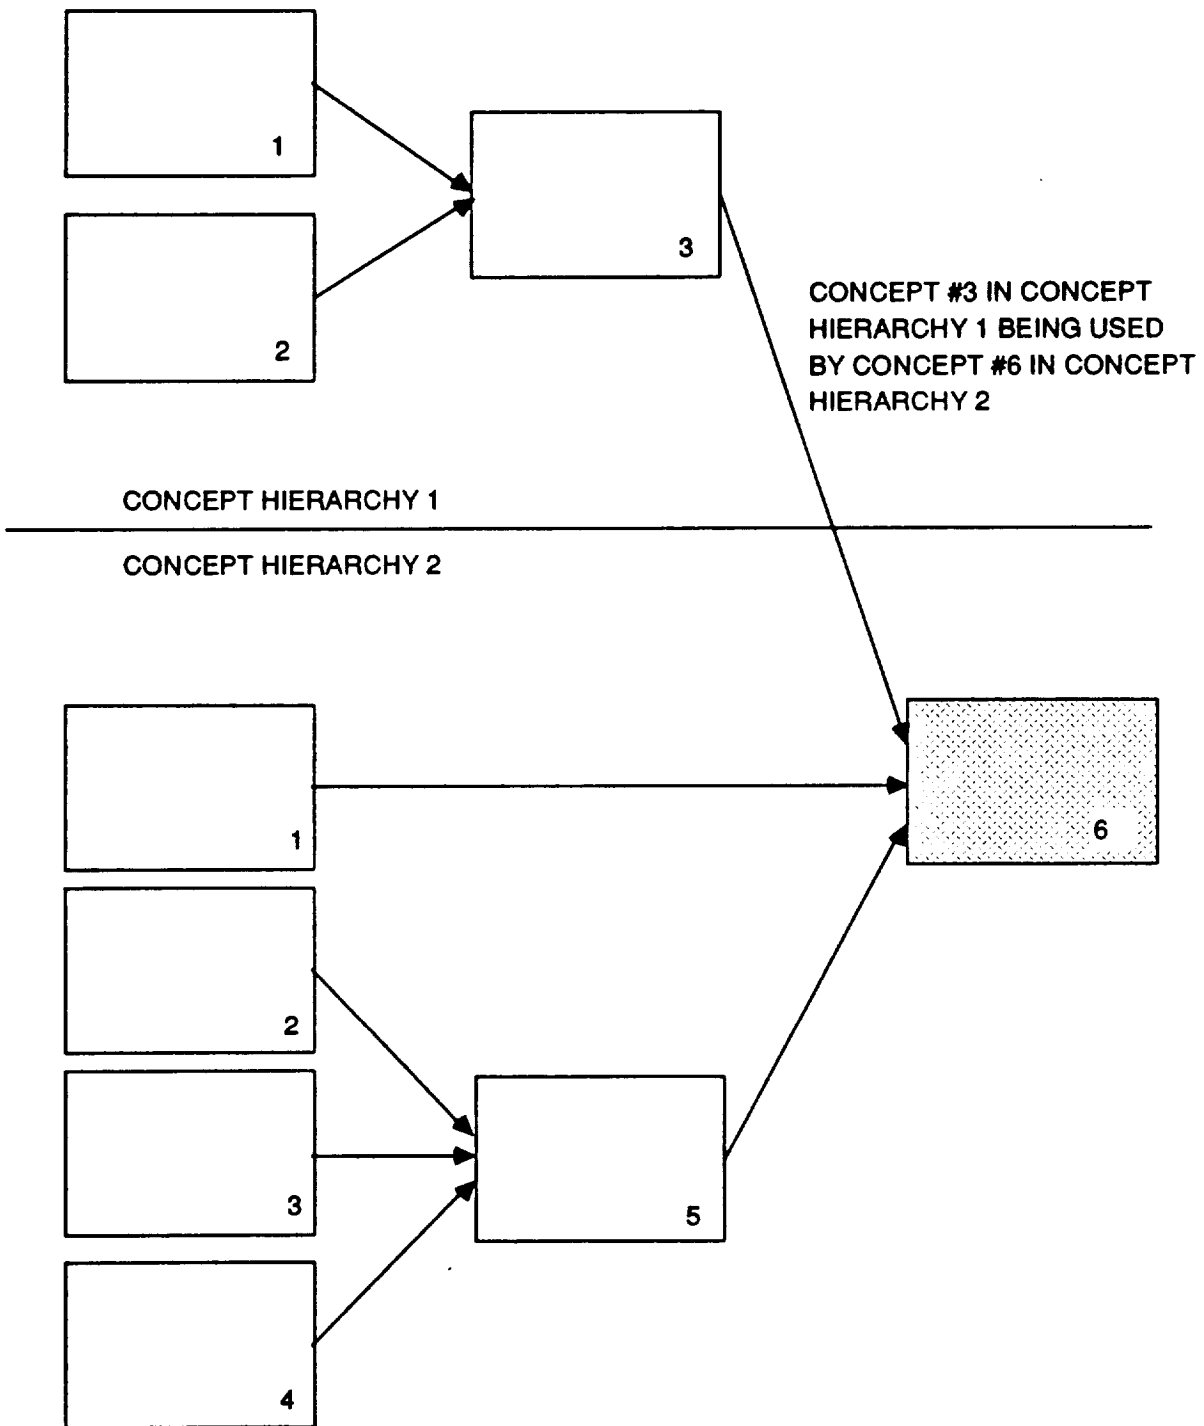 1
2
3
CONCEPT #3 IN CONCEPT
HIERARCHY 1 BEING USED
BY CONCEPT #6 IN CONCEPT
HIERARCHY 2
CONCEPT HIERARCHY 1
CONCEPT HIERARCHY 2
1
6
2
3
5
4